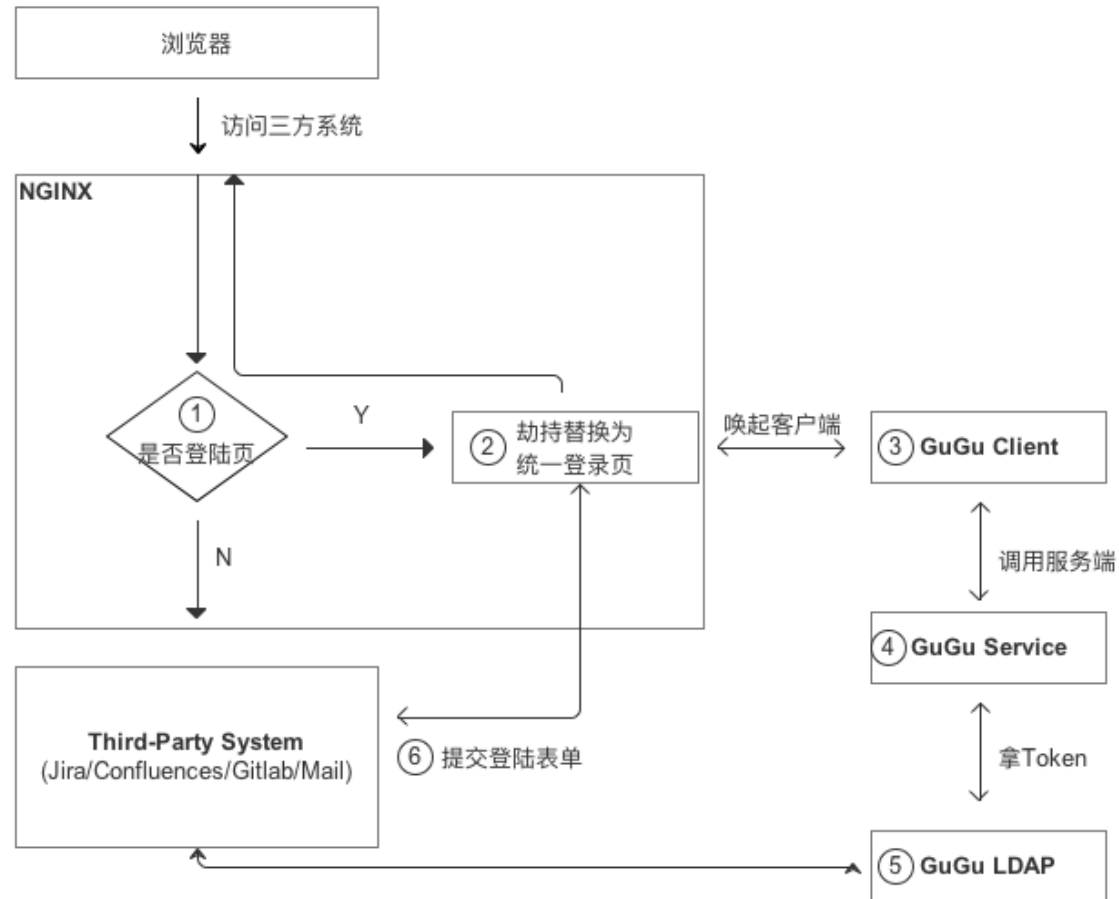 浏览器
访问三方系统
NGINX
①
是否登陆页
Y
N
② 劫持替换为
统一登录页
唤起客户端
③ GuGu Client
调用服务端
④ GuGu Service
拿Token
⑤ GuGu LDAP
Third-Party System
(Jira/Confluences/Gitlab/Mail)
⑥ 提交登陆表单